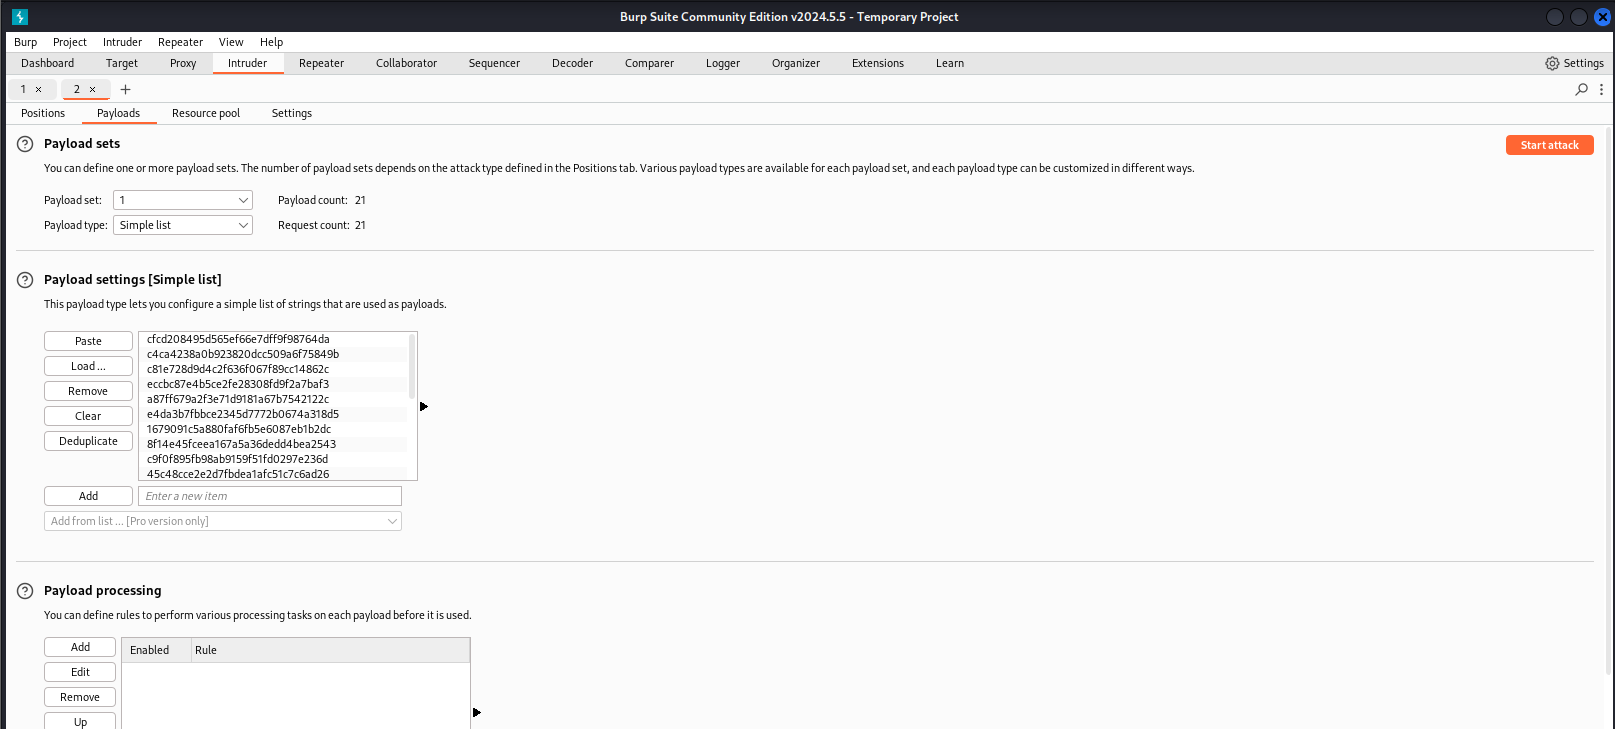 Burp Suite Community Edition v2024.5.5 - Temporary Project
Burp Project Intruder Repeater View Help
Dashboard Target Proxy Intruder Repeater Collaborator Sequencer Decoder Comparer Logger Organizer Extensions Learn Settings
1 × 2 × +
Positions Payloads Resource pool Settings
? Payload sets Start attack
You can define one or more payload sets. The number of payload sets depends on the attack type defined in the Positions tab. Various payload types are available for each payload set, and each payload type can be customized in different ways.
Payload set: 1 Payload count: 21
Payload type: Simple list Request count: 21
? Payload settings [Simple list]
This payload type lets you configure a simple list of strings that are used as payloads.
Paste
Load ...
Remove
Clear
Deduplicate
cfcd208495d565ef66e7dff9f98764da
c4ca4238a0b923820dcc509a6f75849b
c81e728d9d4c2f636f067f89cc14862c
eccbc87e4b5ce2fe28308fd9f2a7baf3
a87ff679a2f3e71d9181a67b7542122c
e4da3b7fbbce2345d7772b0674a318d5
1679091c5a880faf6fb5e6087eb1b2dc
8f14e45fceea167a5a36dedd4bea2543
c9f0f895fb98ab9159f51fd0297e236d
45c48cce2e2d7fbdea1afc51c7c6ad26
Add Enter a new item
Add from list ... [Pro version only]
? Payload processing
You can define rules to perform various processing tasks on each payload before it is used.
Add
Edit
Remove
Up
Enabled Rule